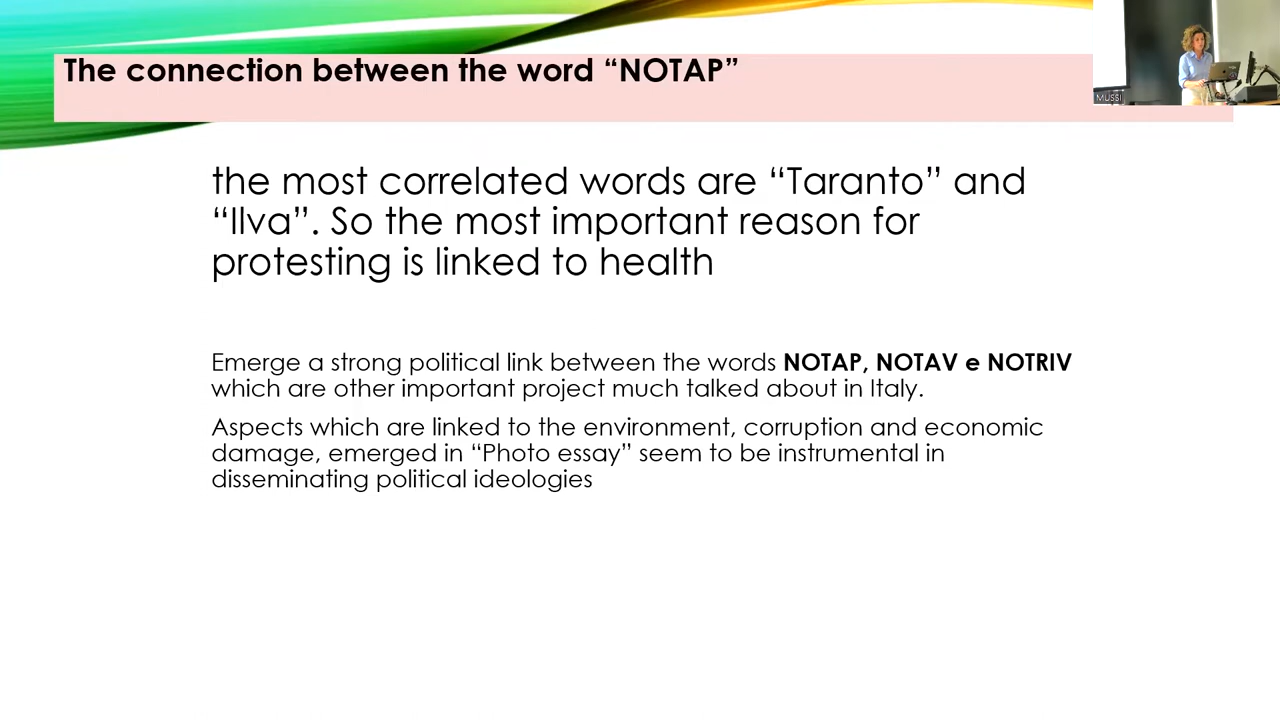 The connection between the word “NOTAP”
MUSSI
the most correlated words are “Taranto” and
“Ilva”. So the most important reason for
protesting is linked to health
Emerge a strong political link between the words NOTAP, NOTAV e NOTRIV
which are other important project much talked about in Italy.
Aspects which are linked to the environment, corruption and economic
damage, emerged in “Photo essay” seem to be instrumental in
disseminating political ideologies